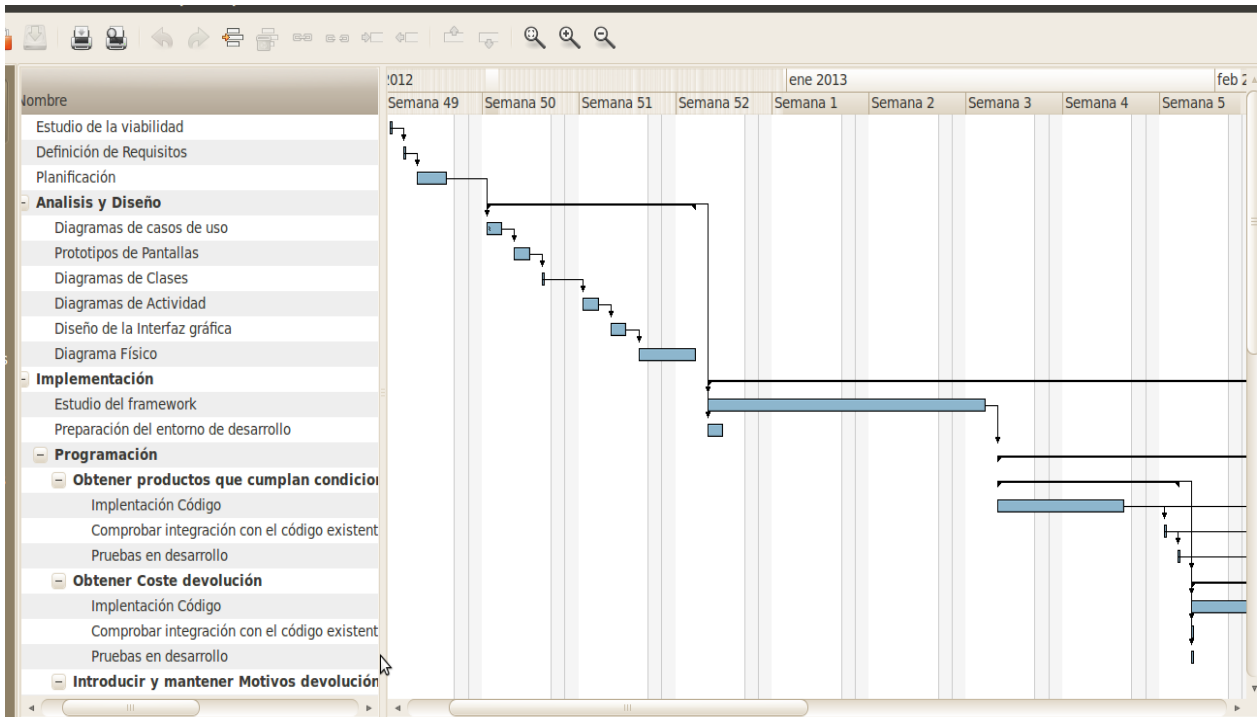 2012
ene 2013
feb 2
Nombre
Semana 49
Semana 50
Semana 51
Semana 52
Semana 1
Semana 2
Semana 3
Semana 4
Semana 5
Estudio de la viabilidad
Definición de Requisitos
Planificación
Analisis y Diseño
Diagramas de casos de uso
Prototipos de Pantallas
Diagramas de Clases
Diagramas de Actividad
Diseño de la Interfaz gráfica
Diagrama Físico
Implementación
Estudio del framework
Preparación del entorno de desarrollo
Programación
Obtener productos que cumplan condicion
Implentación Código
Comprobar integración con el código existent
Pruebas en desarrollo
Obtener Coste devolución
Implentación Código
Comprobar integración con el código existent
Pruebas en desarrollo
Introducir y mantener Motivos devolución